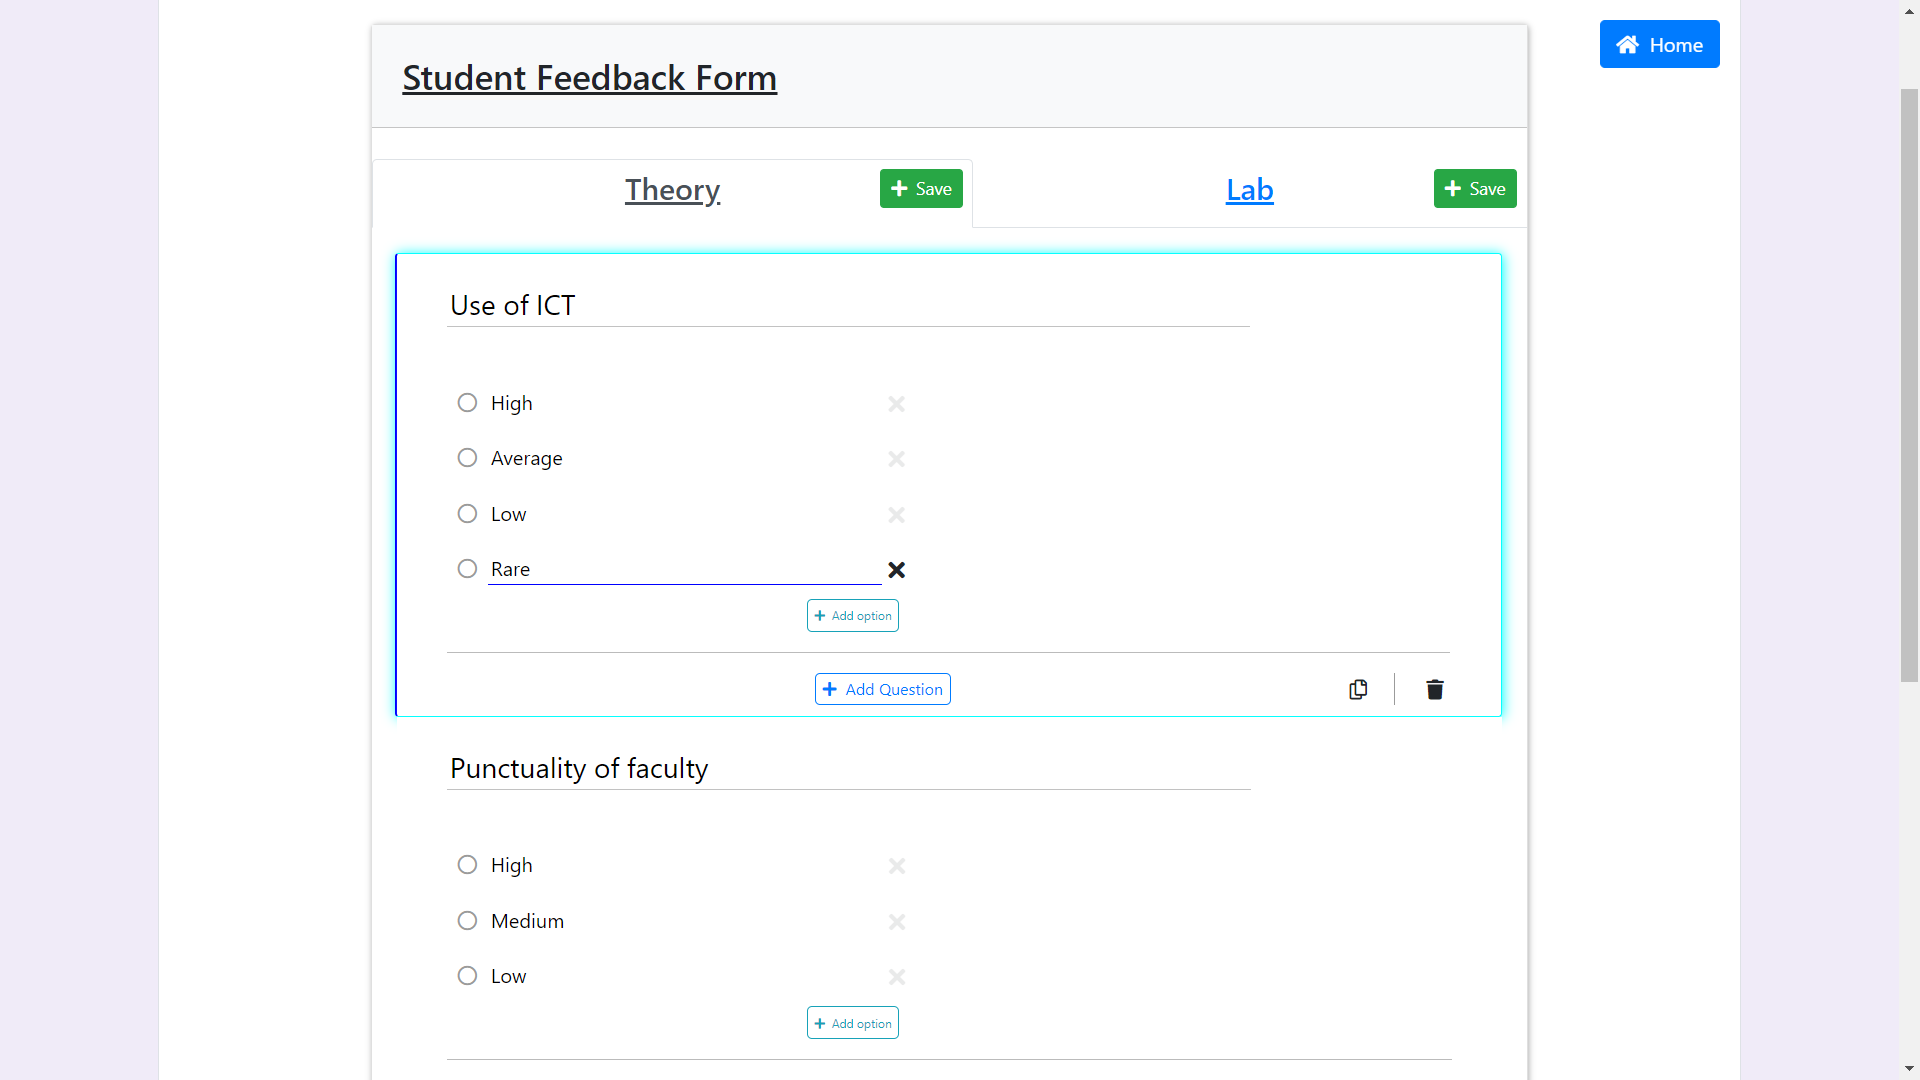 Home
Student Feedback Form
Theory
Save
Lab
Save
Use of ICT
High
Average
Low
Rare
Add option
Add Question
Punctuality of faculty
High
Medium
Low
Add option